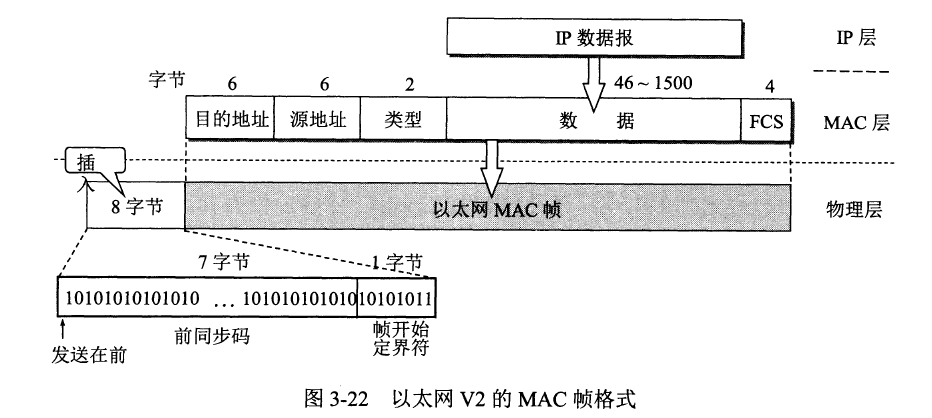 IP 数据报
IP 层
字节 6 6 2 46~1500 4
目的地址 源地址 类型 数 据 FCS
MAC 层
插入
8 字节
以太网 MAC 帧
物理层
7 字节 1 字节
10101010101010 … 101010101010 10101011
前同步码
帧开始
定界符
发送在前
图 3-22 以太网 V2 的 MAC 帧格式